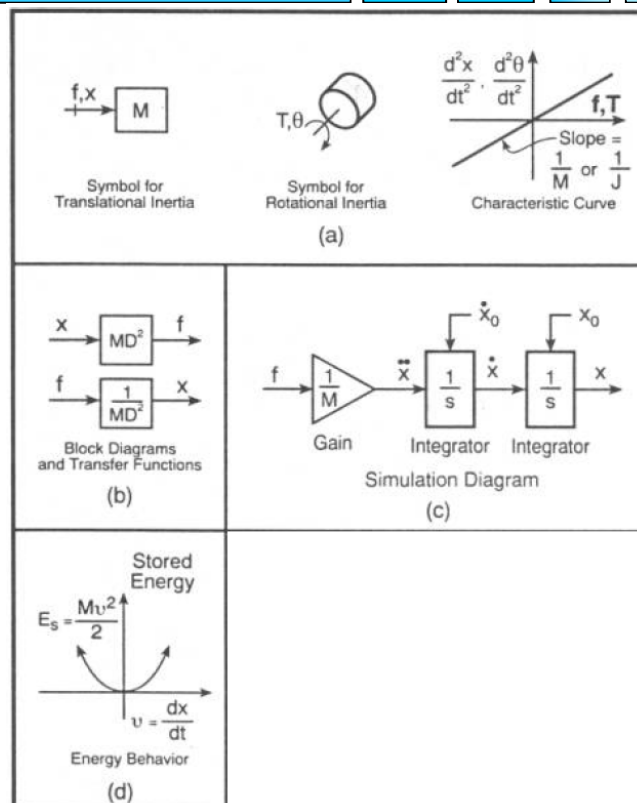 f,x
M
Symbol for
Translational Inertia
T,θ
Symbol for
Rotational Inertia
d²x/dt² , d²θ/dt²
f,T
Slope =
1/M or 1/J
Characteristic Curve
(a)
x MD² f
f 1/MD² x
Block Diagrams
and Transfer Functions
(b)
ẋ₀ x₀
f 1/M ẍ 1/s ẋ 1/s x
Gain Integrator Integrator
Simulation Diagram
(c)
Stored
Energy
Eₛ = Mυ²/2
υ = dx/dt
Energy Behavior
(d)